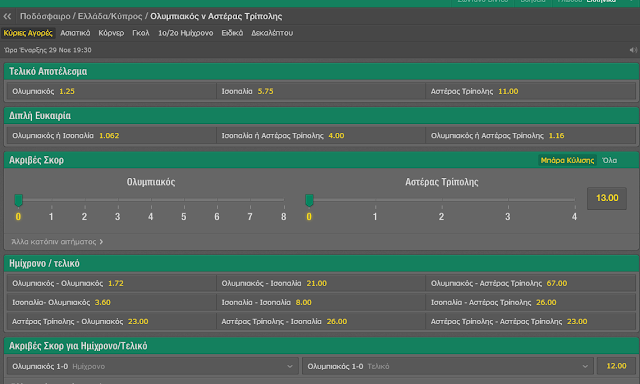 Ποδόσφαιρο / Ελλάδα/Κύπρος / Ολυμπιακός v Αστέρας Τρίπολης
Κύριες Αγορές Ασιατικά Κόρνερ Γκολ 1ο/2ο Ημίχρονο Ειδικά Δεκαλέπτου
Ώρα Έναρξης 29 Νοε 19:30
Τελικό Αποτέλεσμα
Ολυμπιακός 1.25 Ισοπαλία 5.75 Αστέρας Τρίπολης 11.00
Διπλή Ευκαιρία
Ολυμπιακός ή Ισοπαλία 1.062 Ισοπαλία ή Αστέρας Τρίπολης 4.00 Ολυμπιακός ή Αστέρας Τρίπολης 1.16
Ακριβές Σκορ Μπάρα Κύλισης Όλα
Ολυμπιακός Αστέρας Τρίπολης
13.00
0 1 2 3 4 5 6 7 8 0 1 2 3 4
Άλλα κατόπιν αιτήματος
Ημίχρονο / τελικό
Ολυμπιακός - Ολυμπιακός 1.72 Ολυμπιακός - Ισοπαλία 21.00 Ολυμπιακός - Αστέρας Τρίπολης 67.00
Ισοπαλία- Ολυμπιακός 3.60 Ισοπαλία - Ισοπαλία 8.00 Ισοπαλία - Αστέρας Τρίπολης 26.00
Αστέρας Τρίπολης - Ολυμπιακός 23.00 Αστέρας Τρίπολης - Ισοπαλία 26.00 Αστέρας Τρίπολης - Αστέρας Τρίπολης 23.00
Ακριβές Σκορ για Ημίχρονο/Τελικό
Ολυμπιακός 1-0 Ημίχρονο Ολυμπιακός 1-0 Τελικά 12.00